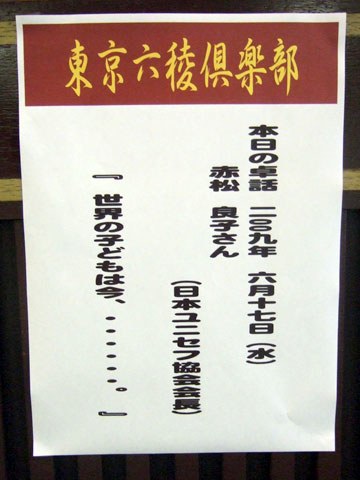 東京六稜倶楽部
本日の卓話 二〇〇九年 六月十七日(水)
赤松 良子さん
(日本ユニセフ協会会長)
『世界の子どもは今、・・・・・・。』